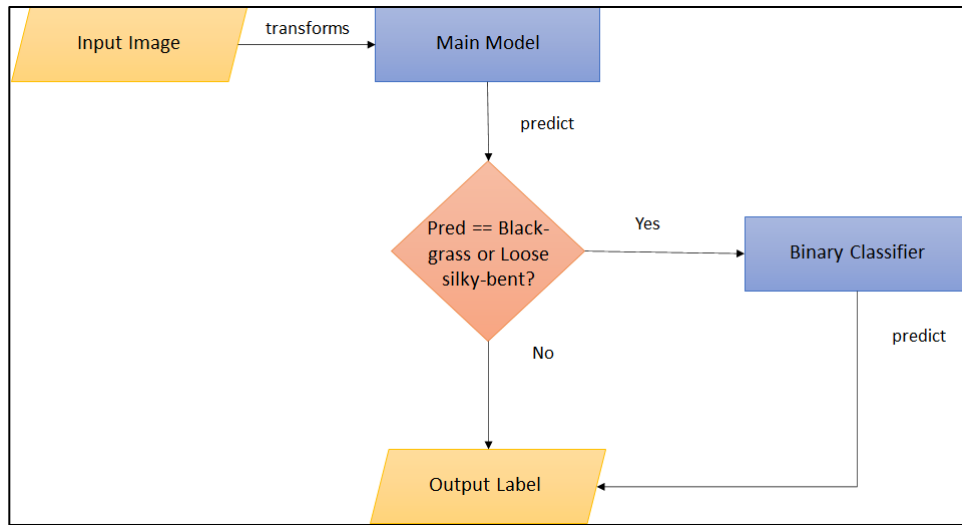 Input Image
transforms
Main Model
predict
Pred == Black-
grass or Loose
silky-bent?
Yes
Binary Classifier
predict
No
Output Label